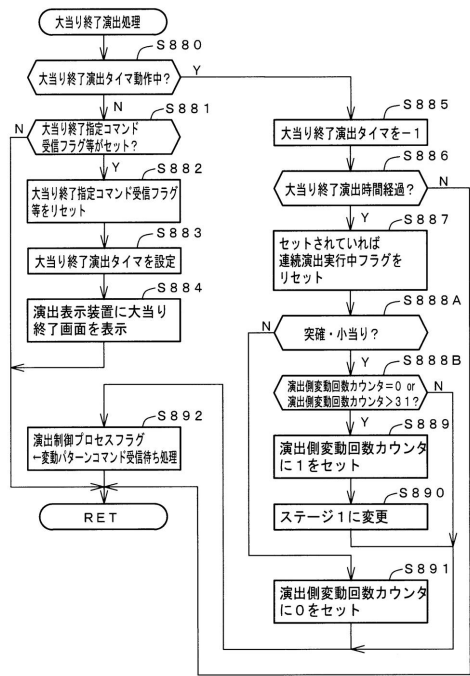 大当り終了演出処理
S880
大当り終了演出タイマ動作中？
Y
N
S881
大当り終了指定コマンド
受信フラグ等がセット？
N
Y
S882
大当り終了指定コマンド受信フラグ
等をリセット
S883
大当り終了演出タイマを設定
S884
演出表示装置に大当り
終了画面を表示
S892
演出制御プロセスフラグ
←変動パターンコマンド受信待ち処理
RET
S885
大当り終了演出タイマを－1
S886
大当り終了演出時間経過？
N
Y
S887
セットされていれば
連続演出実行中フラグを
リセット
S888A
突確・小当り？
N
Y
S888B
演出側変動回数カウンタ＝0 or
演出側変動回数カウンタ＞31？
N
Y
S889
演出側変動回数カウンタ
に1をセット
S890
ステージ1に変更
S891
演出側変動回数カウンタ
に0をセット